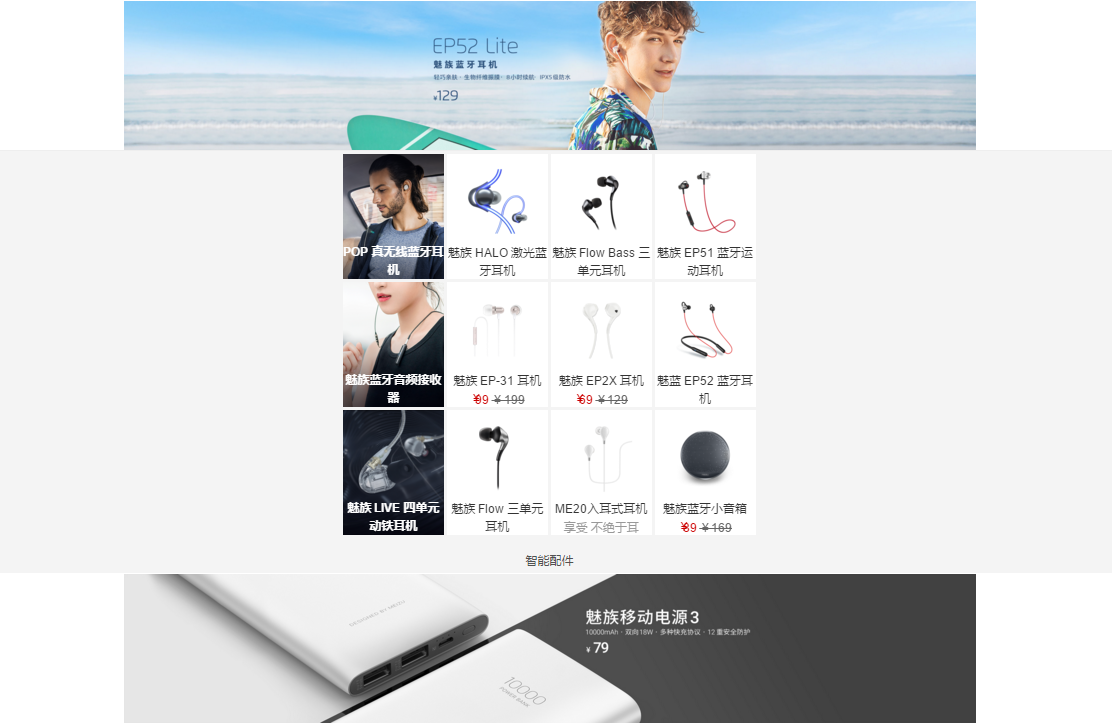 EP52 Lite
魅族蓝牙耳机
轻巧亲肤 · 生物纤维振膜 · 8小时续航 · IPX5 级防水
¥129
POP 真无线蓝牙耳
机
魅族 HALO 激光蓝
牙耳机
魅族 Flow Bass 三
单元耳机
魅族 EP51 蓝牙运
动耳机
魅族蓝牙音频接收
器
魅族 EP-31 耳机
¥99 ¥199
魅族 EP2X 耳机
¥69 ¥129
魅蓝 EP52 蓝牙耳
机
魅族 LIVE 四单元
动铁耳机
魅族 Flow 三单元
耳机
ME20入耳式耳机
享受 不绝于耳
魅族蓝牙小音箱
¥89 ¥169
智能配件
DESIGNED BY MEIZU
10000
POWER BANK
魅族移动电源3
10000mAh · 双向18W · 多种快充协议 · 12 重安全防护
¥ 79